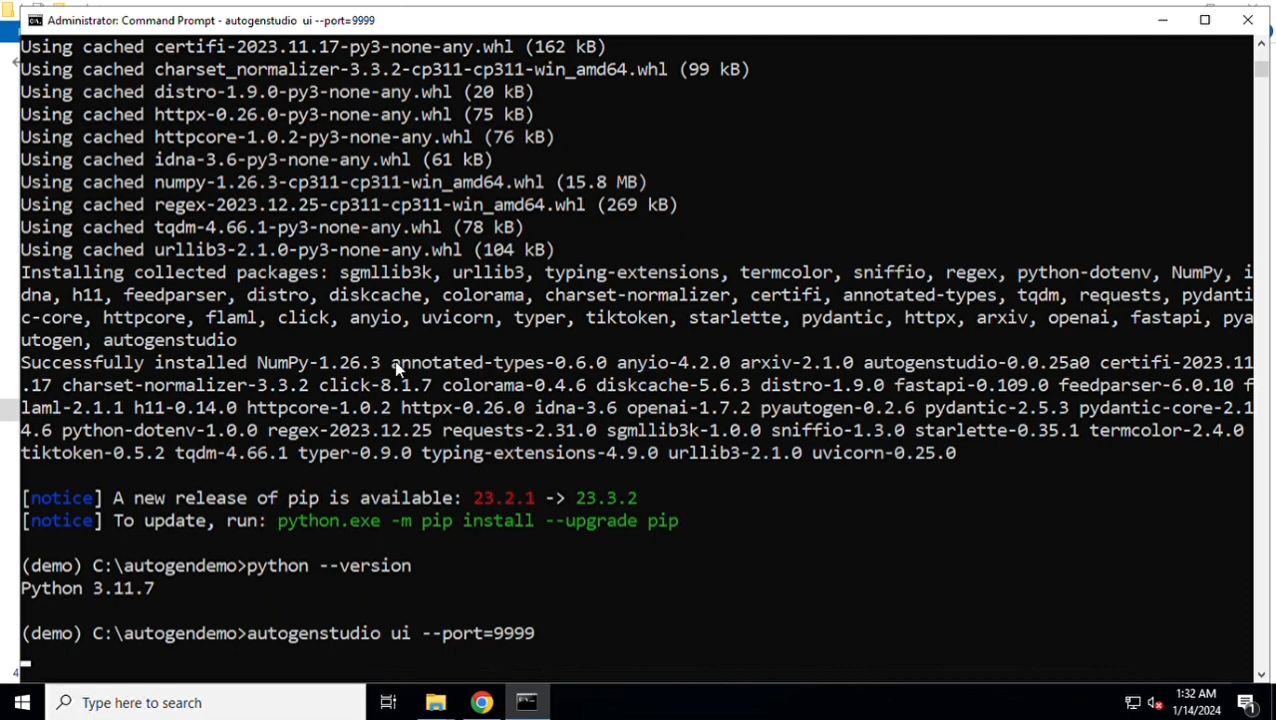 Administrator: Command Prompt - autogenstudio ui --port=9999
Using cached certifi-2023.11.17-py3-none-any.whl (162 kB)
Using cached charset_normalizer-3.3.2-cp311-cp311-win_amd64.whl (99 kB)
Using cached distro-1.9.0-py3-none-any.whl (20 kB)
Using cached httpx-0.26.0-py3-none-any.whl (75 kB)
Using cached httpcore-1.0.2-py3-none-any.whl (76 kB)
Using cached idna-3.6-py3-none-any.whl (61 kB)
Using cached numpy-1.26.3-cp311-cp311-win_amd64.whl (15.8 MB)
Using cached regex-2023.12.25-cp311-cp311-win_amd64.whl (269 kB)
Using cached tqdm-4.66.1-py3-none-any.whl (78 kB)
Using cached urllib3-2.1.0-py3-none-any.whl (104 kB)
Installing collected packages: sgmllib3k, urllib3, typing-extensions, termcolor, sniffio, regex, python-dotenv, NumPy, i
dna, h11, feedparser, distro, diskcache, colorama, charset-normalizer, certifi, annotated-types, tqdm, requests, pydanti
c-core, httpcore, flaml, click, anyio, uvicorn, typer, tiktoken, starlette, pydantic, httpx, arxiv, openai, fastapi, pya
utogen, autogenstudio
Successfully installed NumPy-1.26.3 annotated-types-0.6.0 anyio-4.2.0 arxiv-2.1.0 autogenstudio-0.0.25a0 certifi-2023.11
.17 charset-normalizer-3.3.2 click-8.1.7 colorama-0.4.6 diskcache-5.6.3 distro-1.9.0 fastapi-0.109.0 feedparser-6.0.10 f
laml-2.1.1 h11-0.14.0 httpcore-1.0.2 httpx-0.26.0 idna-3.6 openai-1.7.2 pyautogen-0.2.6 pydantic-2.5.3 pydantic-core-2.1
4.6 python-dotenv-1.0.0 regex-2023.12.25 requests-2.31.0 sgmllib3k-1.0.0 sniffio-1.3.0 starlette-0.35.1 termcolor-2.4.0
tiktoken-0.5.2 tqdm-4.66.1 typer-0.9.0 typing-extensions-4.9.0 urllib3-2.1.0 uvicorn-0.25.0
[notice] A new release of pip is available: 23.2.1 -> 23.3.2
[notice] To update, run: python.exe -m pip install --upgrade pip
(demo) C:\autogendemo>python --version
Python 3.11.7
(demo) C:\autogendemo>autogenstudio ui --port=9999
4
Type here to search
1:32 AM
1/14/2024
1